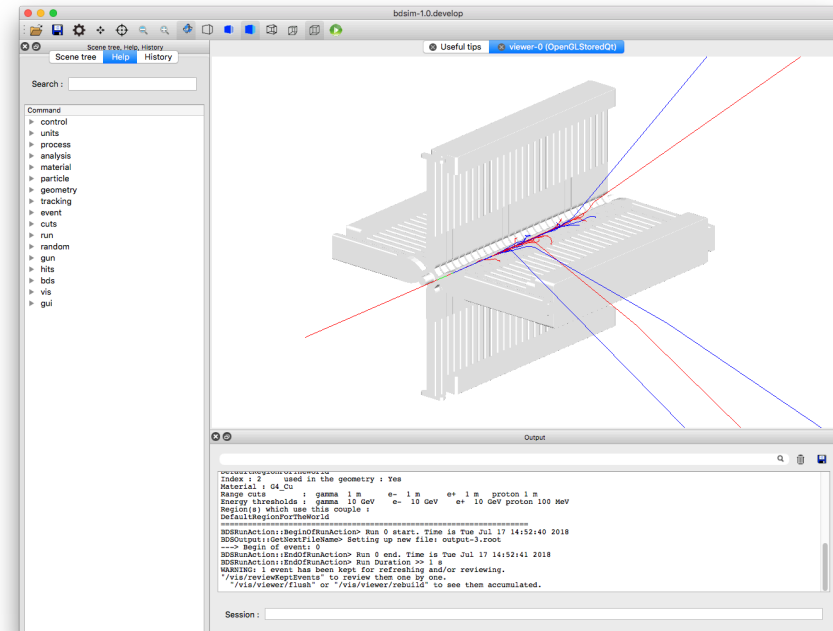 bdsim-1.0.develop
Scene tree, Help, History
Scene tree Help History
Search :
Command
control
units
process
analysis
material
particle
geometry
tracking
event
cuts
run
random
gun
hits
bds
vis
gui
Useful tips viewer-0 (OpenGLStoredQt)
Output
DefaultRegionForTheWorld
Index : 2 used in the geometry : Yes
Material : G4_Cu
Range cuts : gamma 1 m e- 1 m e+ 1 m proton 1 m
Energy thresholds : gamma 10 GeV e- 10 GeV e+ 10 GeV proton 100 MeV
Region(s) which use this couple :
DefaultRegionForTheWorld
====================================================================
BDSRunAction::BeginOfRunAction> Run 0 start. Time is Tue Jul 17 14:52:40 2018
BDSOutput::GetNextFileName> Setting up new file: output-3.root
---> Begin of event: 0
BDSRunAction::EndOfRunAction> Run 0 end. Time is Tue Jul 17 14:52:41 2018
BDSRunAction::EndOfRunAction> Run Duration >> 1 s
WARNING: 1 event has been kept for refreshing and/or reviewing.
"/vis/reviewKeptEvents" to review them one by one.
"/vis/viewer/flush" or "/vis/viewer/rebuild" to see them accumulated.
Session :